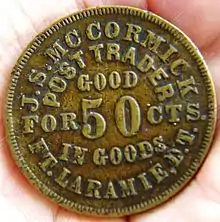 J.S. McCORMICK
POST TRADER
GOOD
FOR 50 CTS.
IN GOODS.
FT. LARAMIE, D.T.